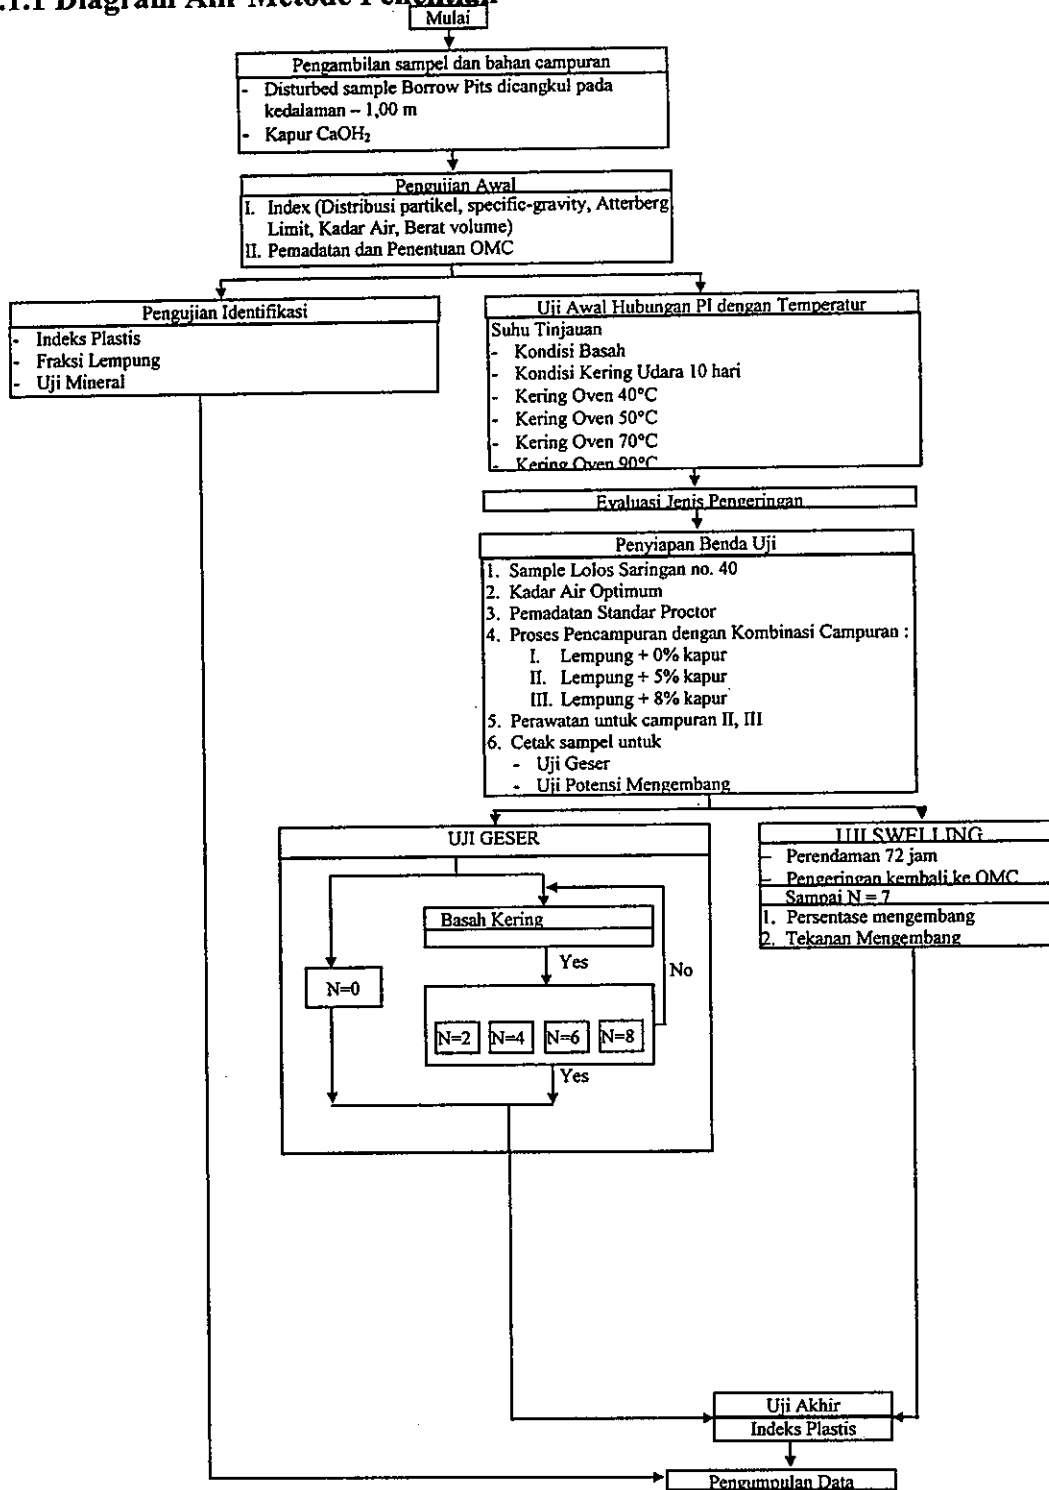 .1.1 Diagram Alir Metode Penelitian
Mulai
Pengambilan sampel dan bahan campuran
- Disturbed sample Borrow Pits dicangkul pada
kedalaman – 1,00 m
- Kapur CaOH₂
Pengujian Awal
I. Index (Distribusi partikel, specific-gravity, Atterberg
Limit, Kadar Air, Berat volume)
II. Pemadatan dan Penentuan OMC
Pengujian Identifikasi
- Indeks Plastis
- Fraksi Lempung
- Uji Mineral
Uji Awal Hubungan PI dengan Temperatur
Suhu Tinjauan
- Kondisi Basah
- Kondisi Kering Udara 10 hari
- Kering Oven 40°C
- Kering Oven 50°C
- Kering Oven 70°C
- Kering Oven 90°C
Evaluasi Jenis Pengeringan
Penyiapan Benda Uji
1. Sample Lolos Saringan no. 40
2. Kadar Air Optimum
3. Pemadatan Standar Proctor
4. Proses Pencampuran dengan Kombinasi Campuran :
I. Lempung + 0% kapur
II. Lempung + 5% kapur
III. Lempung + 8% kapur
5. Perawatan untuk campuran II, III
6. Cetak sampel untuk
- Uji Geser
- Uji Potensi Mengembang
UJI GESER
Basah Kering
Yes
No
N=0
N=2 N=4 N=6 N=8
Yes
UJI SWELLING
– Perendaman 72 jam
– Pengeringan kembali ke OMC
Sampai N = 7
1. Persentase mengembang
2. Tekanan Mengembang
Uji Akhir
Indeks Plastis
Pengumpulan Data